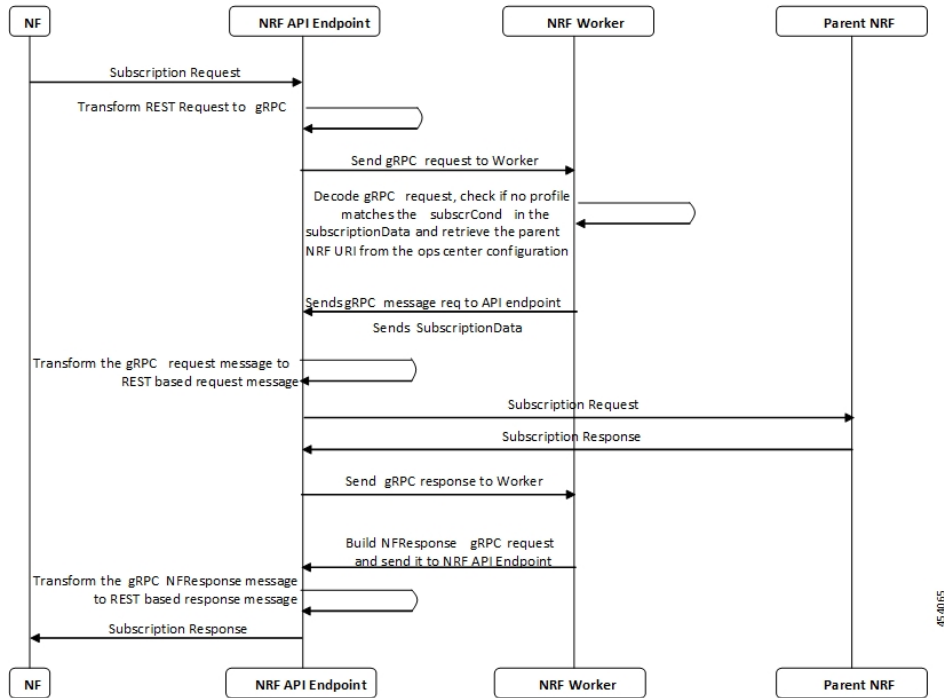 NF NRF API Endpoint NRF Worker Parent NRF
Subscription Request
Transform REST Request to gRPC
Send gRPC request to Worker
Decode gRPC request, check if no profile
matches the subscrCond in the
subscriptionData and retrieve the parent
NRF URI from the ops center configuration
Sends gRPC message req to API endpoint
Sends SubscriptionData
Transform the gRPC request message to
REST based request message
Subscription Request
Subscription Response
Send gRPC response to Worker
Build NFResponse gRPC request
and send it to NRF API Endpoint
Transform the gRPC NFResponse message
to REST based response message
Subscription Response
454065
NF NRF API Endpoint NRF Worker Parent NRF